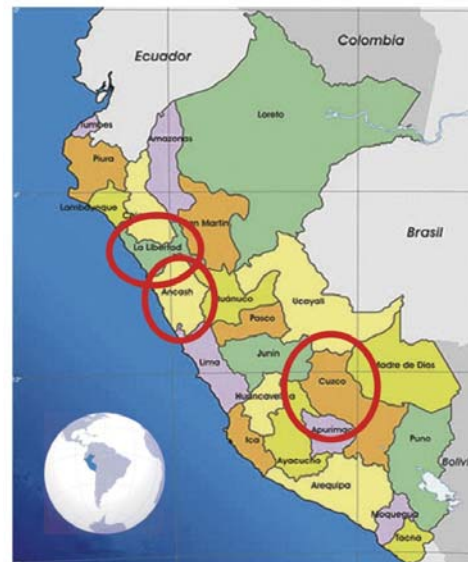 Colombia
Ecuador
Tumbes
Loreto
Amazonas
Piura
Lambayeque
San Martín
La Libertad
Brasil
Ancash
Huánuco
Ucayali
Pasco
Lima
Junín
Madre de Dios
Cuzco
Huancavelica
Apurímac
Ica
Puno
Ayacucho
Arequipa
Moquegua
Tacna